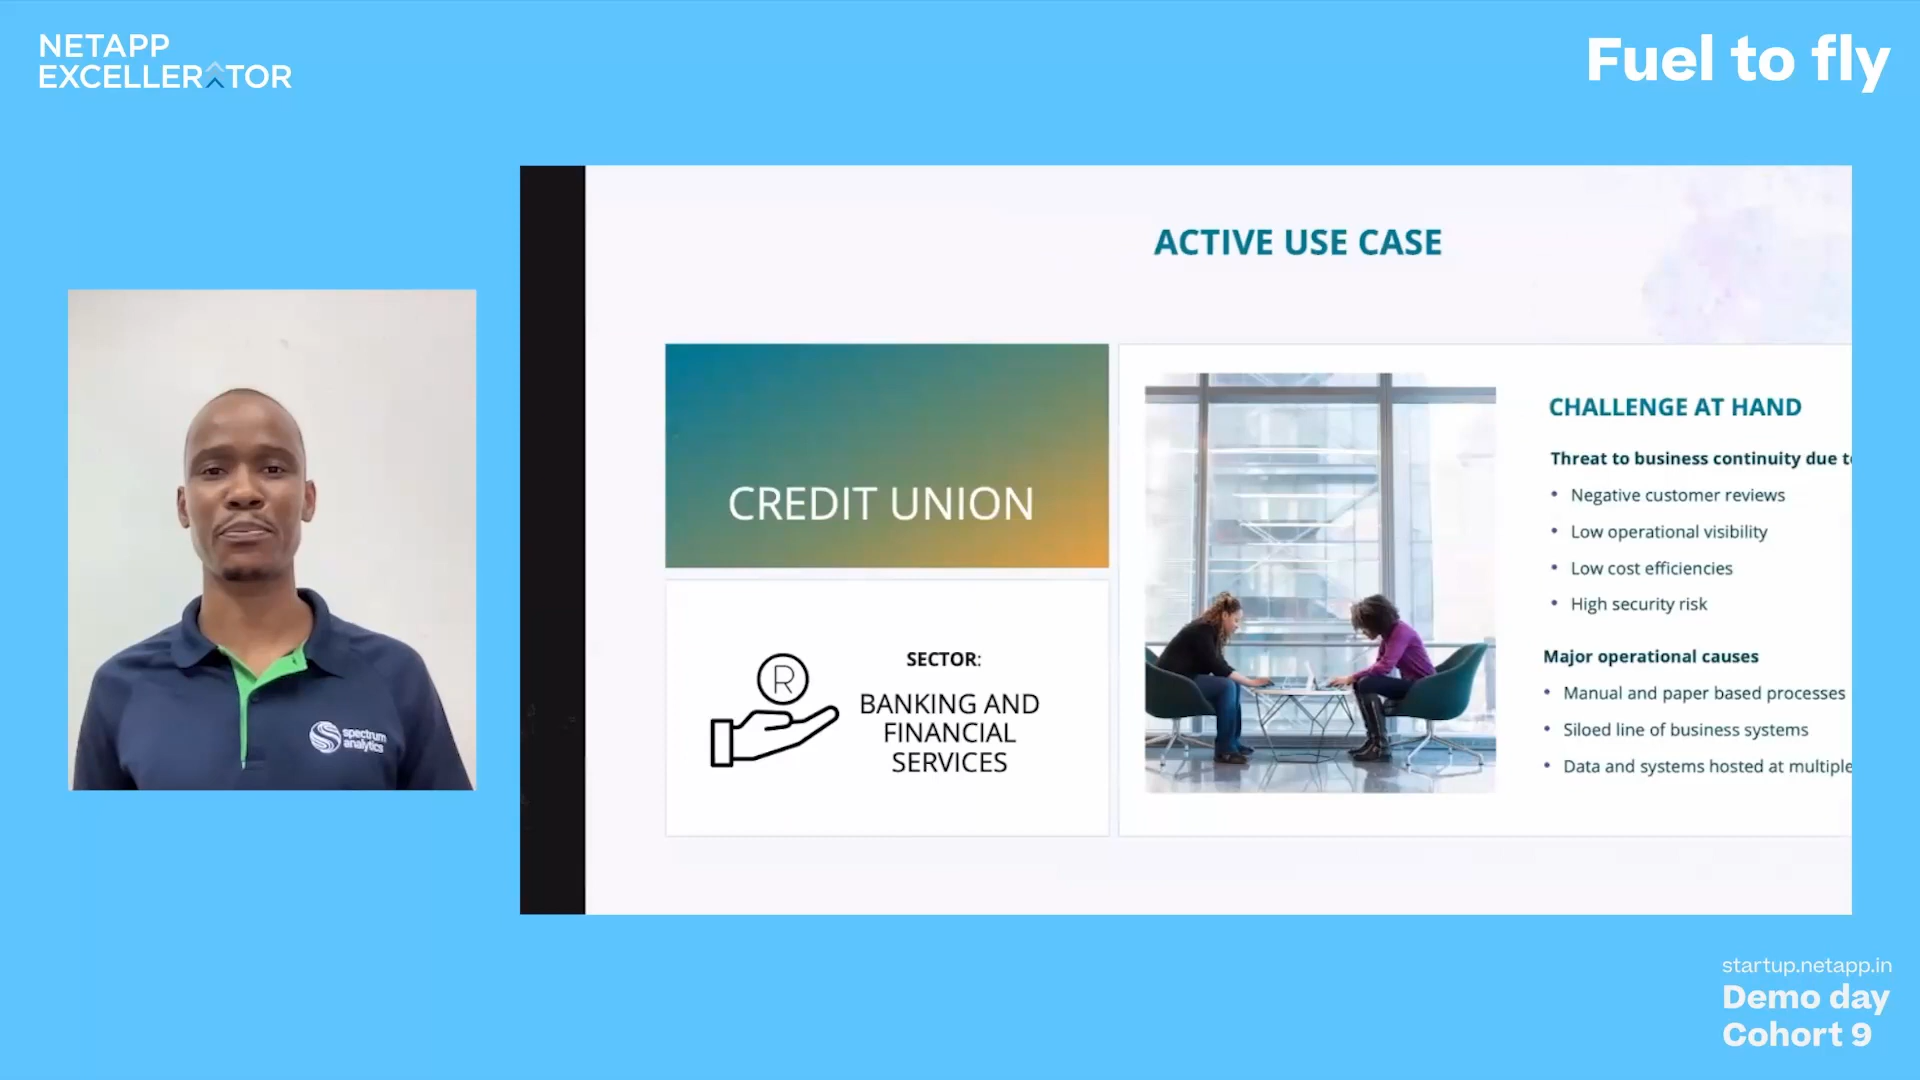 NETAPP
EXCELLERATOR
Fuel to fly
ACTIVE USE CASE
CREDIT UNION
R
SECTOR:
BANKING AND
FINANCIAL
SERVICES
CHALLENGE AT HAND
Threat to business continuity due
• Negative customer reviews
• Low operational visibility
• Low cost efficiencies
• High security risk
Major operational causes
• Manual and paper based processes
• Siloed line of business systems
• Data and systems hosted at multiple
spectrum
analytics
startup.netapp.in
Demo day
Cohort 9